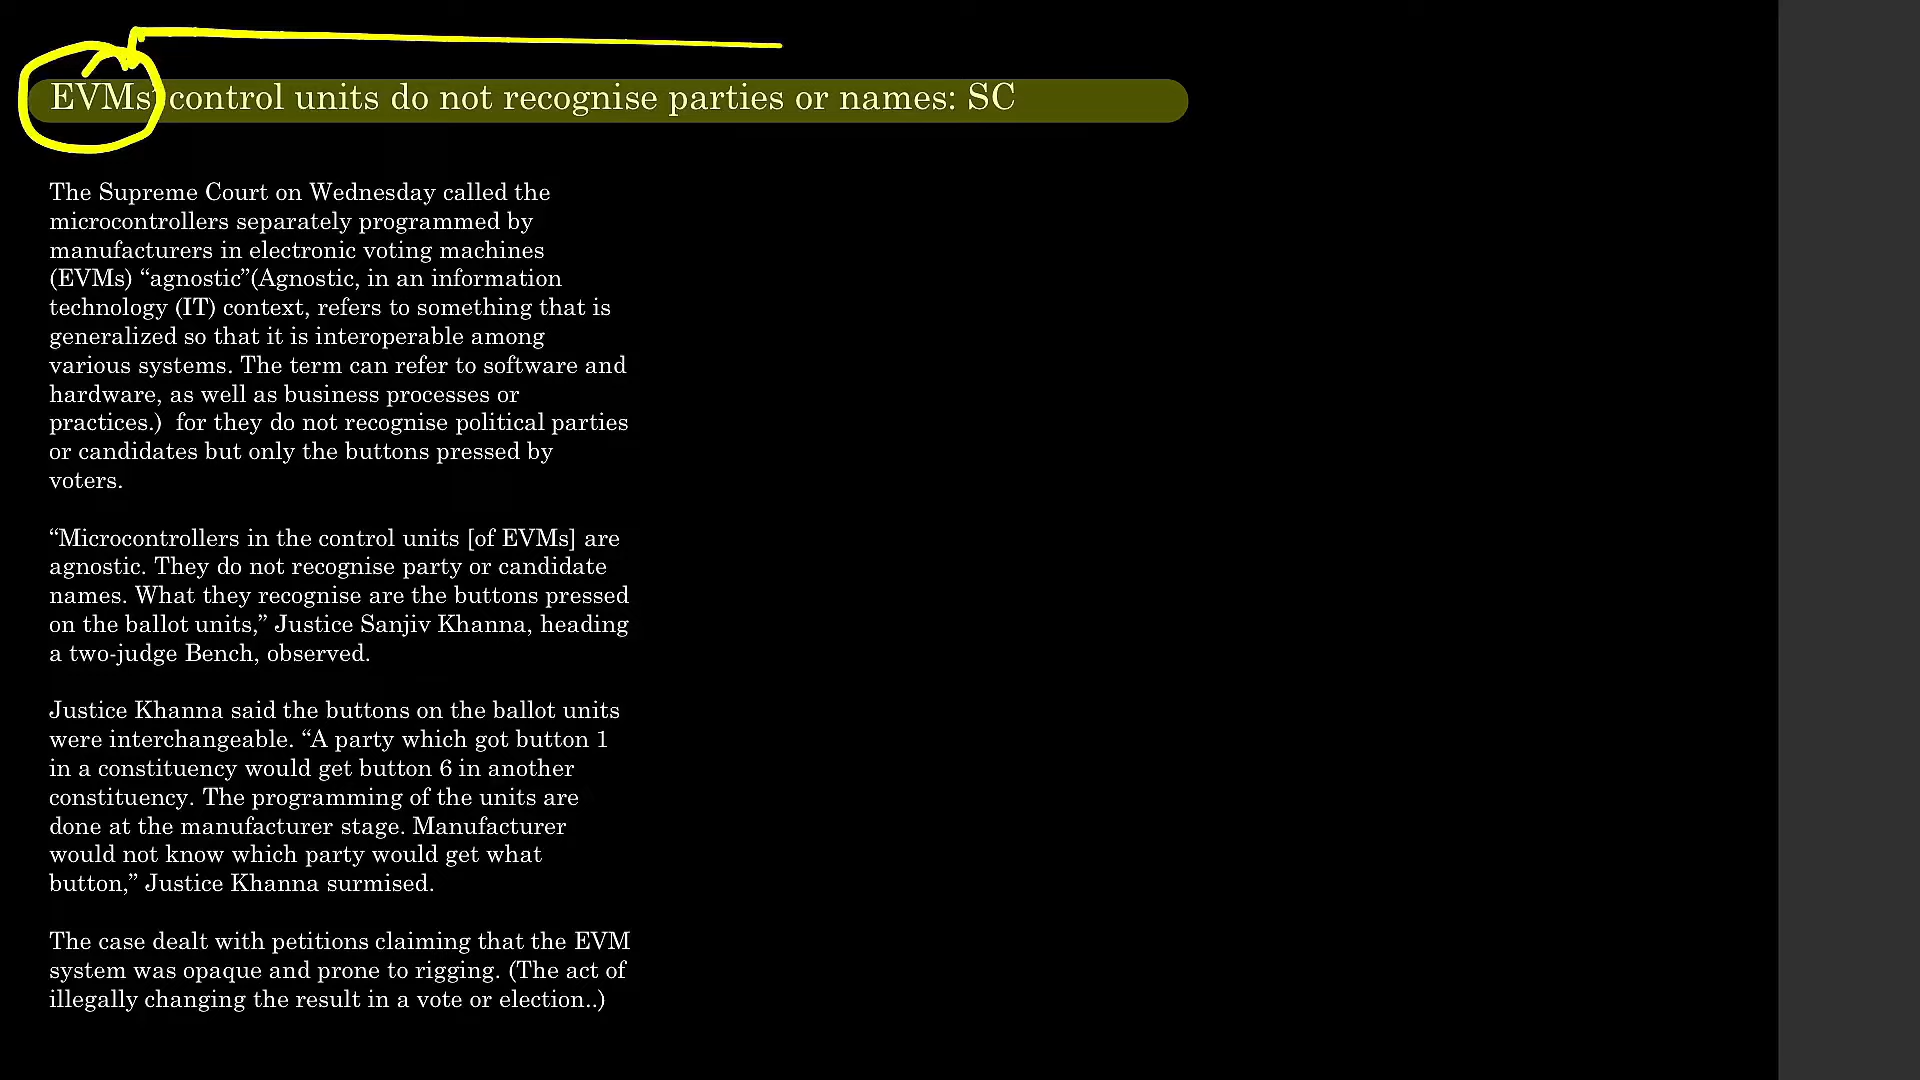 EVMs' control units do not recognise parties or names: SC
The Supreme Court on Wednesday called the
microcontrollers separately programmed by
manufacturers in electronic voting machines
(EVMs) “agnostic”(Agnostic, in an information
technology (IT) context, refers to something that is
generalized so that it is interoperable among
various systems. The term can refer to software and
hardware, as well as business processes or
practices.)  for they do not recognise political parties
or candidates but only the buttons pressed by
voters.
“Microcontrollers in the control units [of EVMs] are
agnostic. They do not recognise party or candidate
names. What they recognise are the buttons pressed
on the ballot units,” Justice Sanjiv Khanna, heading
a two-judge Bench, observed.
Justice Khanna said the buttons on the ballot units
were interchangeable. “A party which got button 1
in a constituency would get button 6 in another
constituency. The programming of the units are
done at the manufacturer stage. Manufacturer
would not know which party would get what
button,” Justice Khanna surmised.
The case dealt with petitions claiming that the EVM
system was opaque and prone to rigging. (The act of
illegally changing the result in a vote or election..)